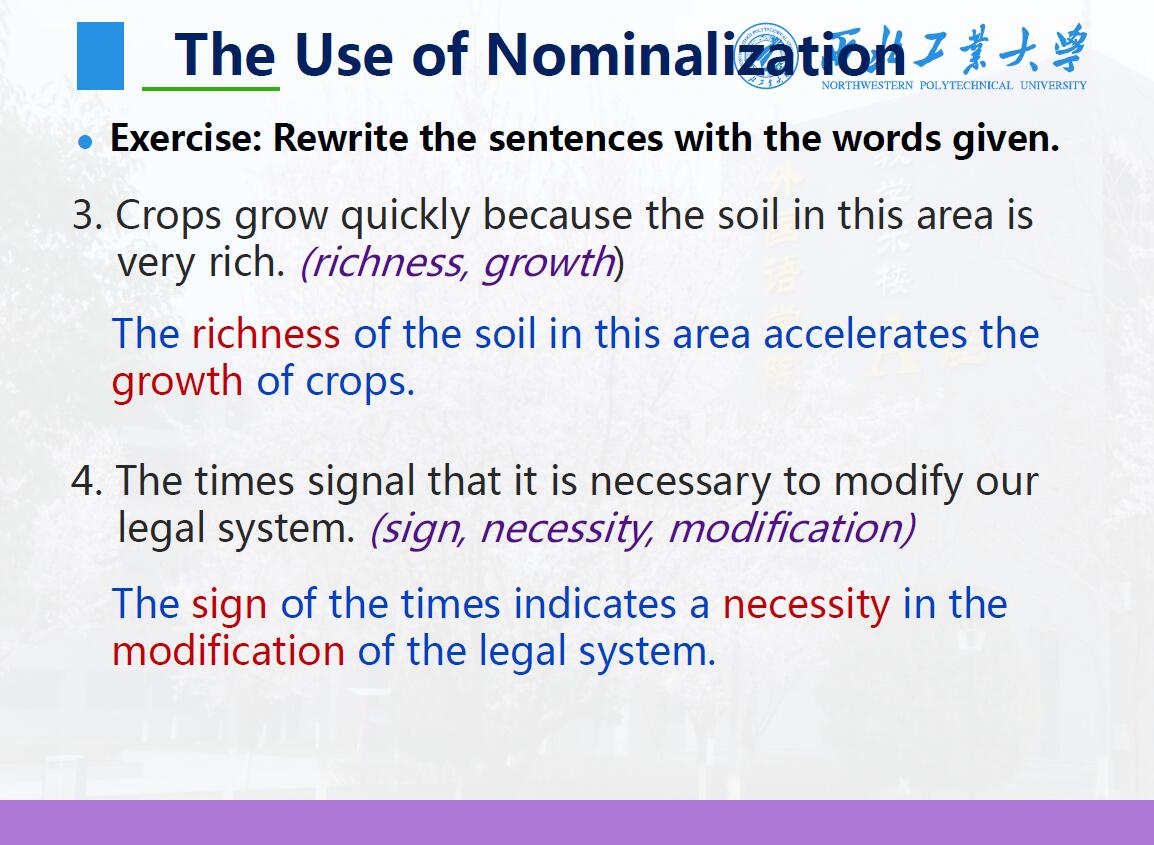 The Use of Nominalization
西北工业大学
NORTHWESTERN POLYTECHNICAL UNIVERSITY
• Exercise: Rewrite the sentences with the words given.
3. Crops grow quickly because the soil in this area is
very rich. (richness, growth)
The richness of the soil in this area accelerates the
growth of crops.
4. The times signal that it is necessary to modify our
legal system. (sign, necessity, modification)
The sign of the times indicates a necessity in the
modification of the legal system.